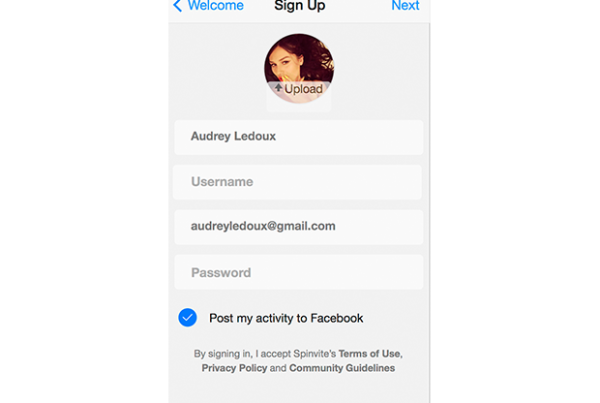 Welcome Sign Up Next
Upload
Audrey Ledoux
Username
audreyledoux@gmail.com
Password
Post my activity to Facebook
By signing in, I accept Spinvite's Terms of Use,
Privacy Policy and Community Guidelines